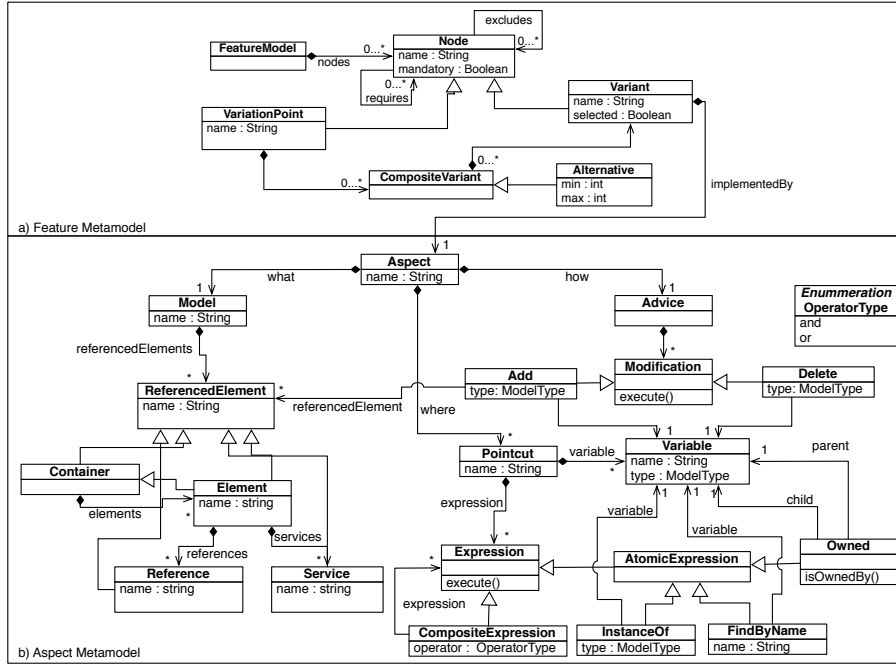 excludes
FeatureModel
nodes
0...*
Node
name : String
mandatory : Boolean
0...*
0...*
requires
Variant
name : String
selected : Boolean
VariationPoint
name : String
0...*
CompositeVariant
0...*
Alternative
min : int
max : int
implementedBy
a) Feature Metamodel
1
Aspect
name : String
what
how
1
Model
name : String
1
Advice
Enummeration
OperatorType
and
or
referencedElements
*
*
Modification
execute()
Add
type: ModelType
Delete
type: ModelType
ReferencedElement
name : String
*
referencedElement
where
*
Pointcut
name : String
variable
*
1
1
Variable
name : String
type : ModelType
1
parent
1
1
1
child
Container
elements
*
Element
name : string
references
*
services
*
Reference
name : string
Service
name : string
expression
*
variable
variable
Expression
execute()
*
expression
AtomicExpression
Owned
isOwnedBy()
CompositeExpression
operator : OperatorType
InstanceOf
type : ModelType
FindByName
name : String
b) Aspect Metamodel